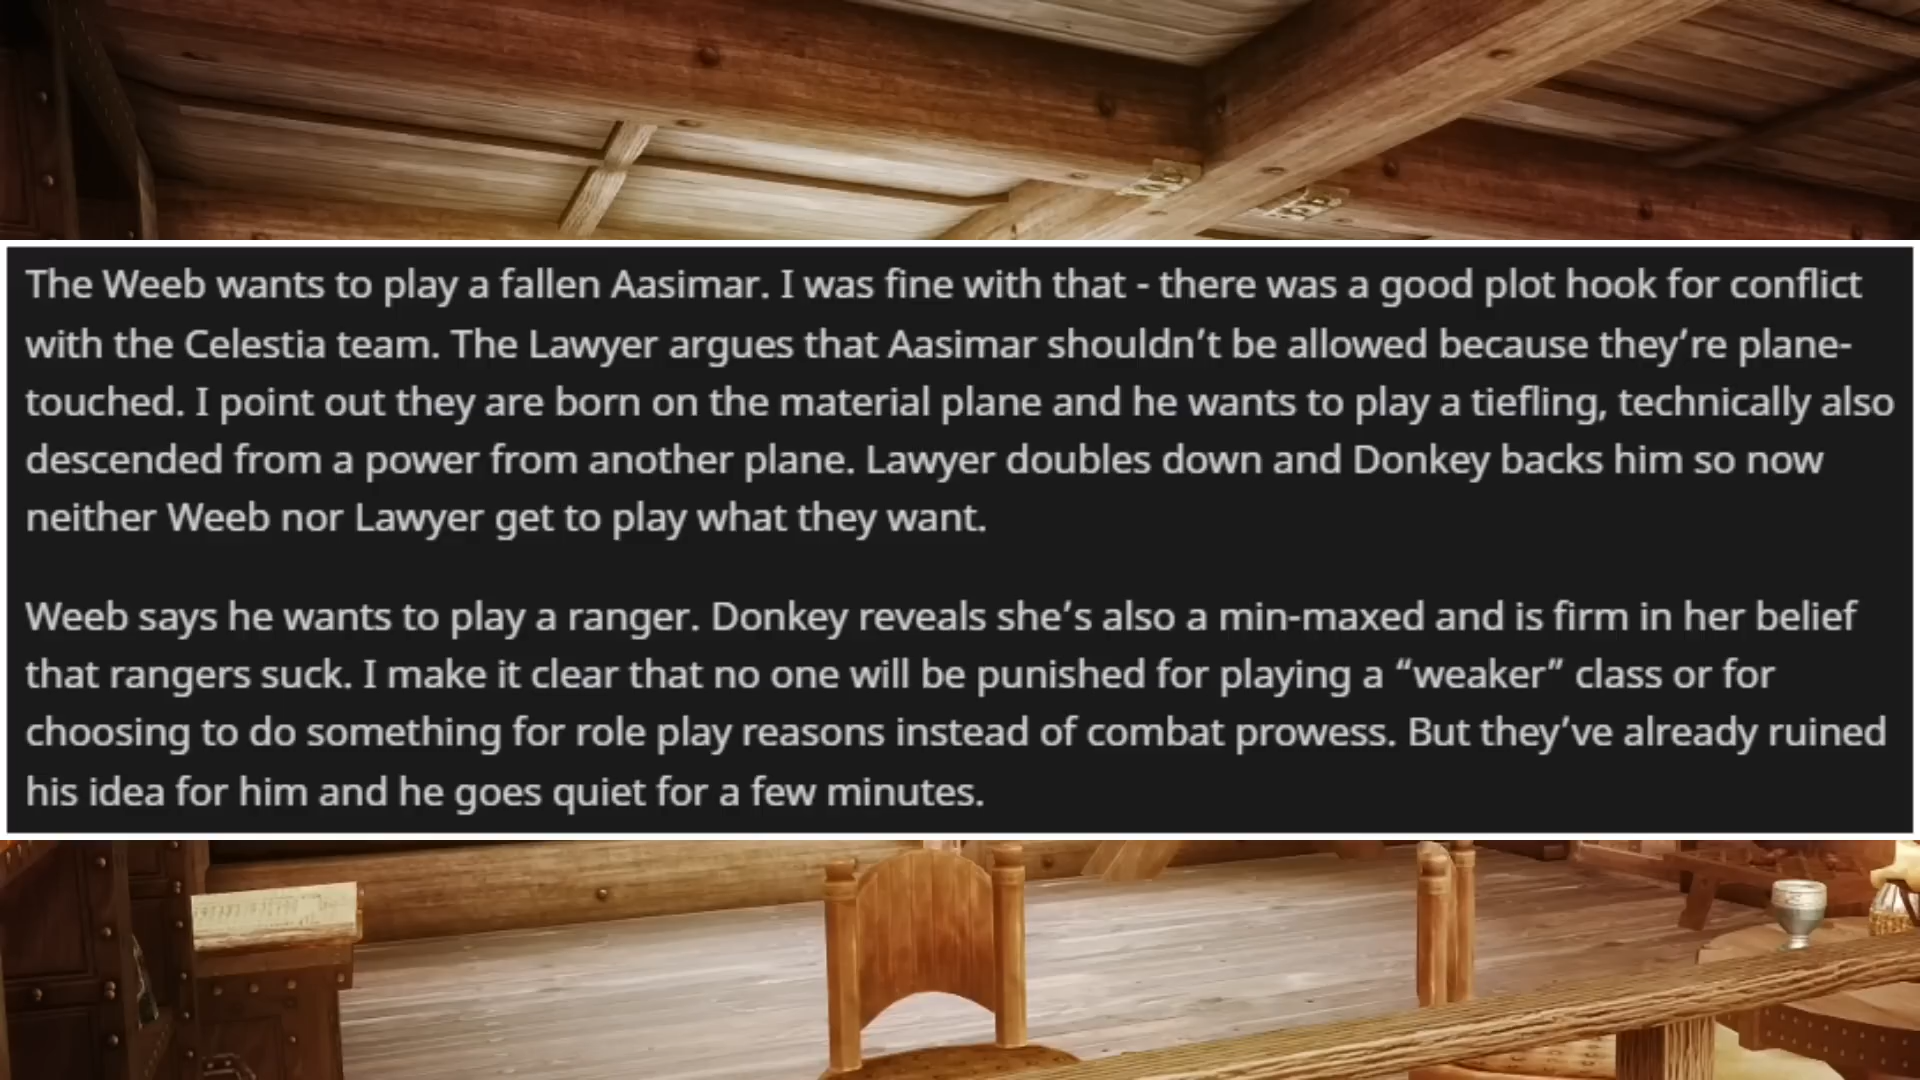 The Weeb wants to play a fallen Aasimar. I was fine with that - there was a good plot hook for conflict
with the Celestia team. The Lawyer argues that Aasimar shouldn’t be allowed because they’re plane-
touched. I point out they are born on the material plane and he wants to play a tiefling, technically also
descended from a power from another plane. Lawyer doubles down and Donkey backs him so now
neither Weeb nor Lawyer get to play what they want.
Weeb says he wants to play a ranger. Donkey reveals she’s also a min-maxed and is firm in her belief
that rangers suck. I make it clear that no one will be punished for playing a “weaker” class or for
choosing to do something for role play reasons instead of combat prowess. But they’ve already ruined
his idea for him and he goes quiet for a few minutes.